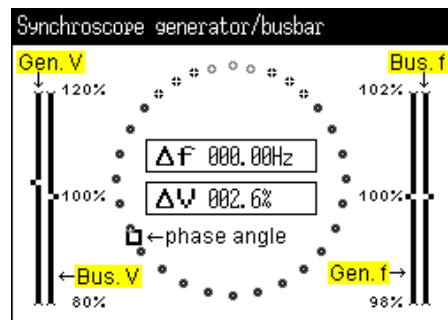 Synchroscope generator/busbar
Gen. V
Bus. f
120%
102%
Δf 000.00Hz
100%
ΔV 002.6%
100%
←phase angle
←Bus. V
Gen. f→
80%
98%